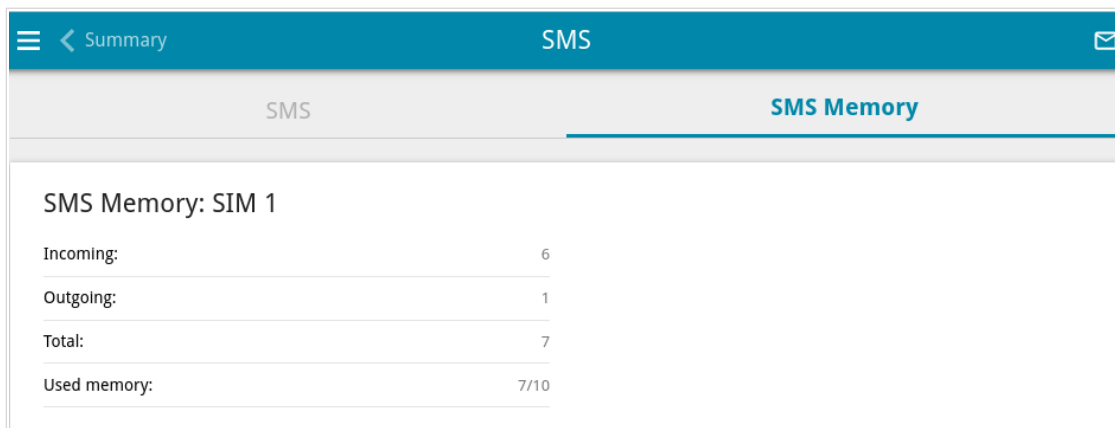 Summary SMS
SMS SMS Memory
SMS Memory: SIM 1
Incoming: 6
Outgoing: 1
Total: 7
Used memory: 7/10